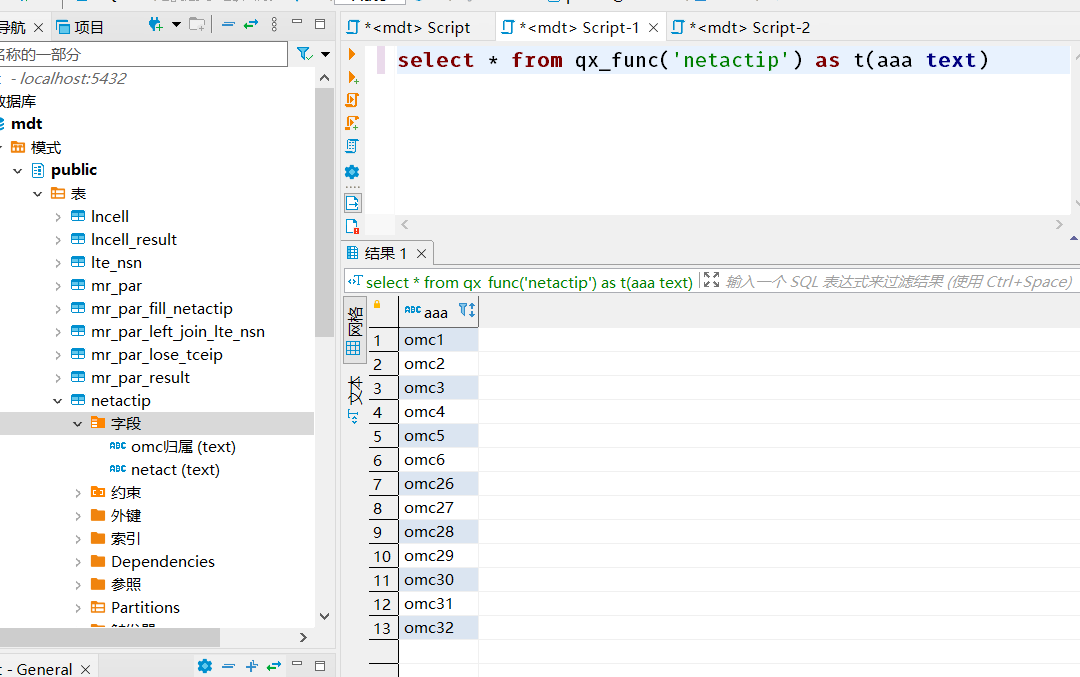 导航
项目
*<mdt> Script
*<mdt> Script-1
*<mdt> Script-2
名称的一部分
- localhost:5432
数据库
mdt
模式
public
表
lncell
lncell_result
lte_nsn
mr_par
mr_par_fill_netactip
mr_par_left_join_lte_nsn
mr_par_lose_tceip
mr_par_result
netactip
字段
ABC omc归属 (text)
ABC netact (text)
约束
外键
索引
Dependencies
参照
Partitions
- General
select * from qx_func('netactip') as t(aaa text)
结果 1
select * from qx_func('netactip') as t(aaa text)
输入一个 SQL 表达式来过滤结果 (使用 Ctrl+Space)
网格
文本
ABC aaa
1 omc1
2 omc2
3 omc3
4 omc4
5 omc5
6 omc6
7 omc26
8 omc27
9 omc28
10 omc29
11 omc30
12 omc31
13 omc32